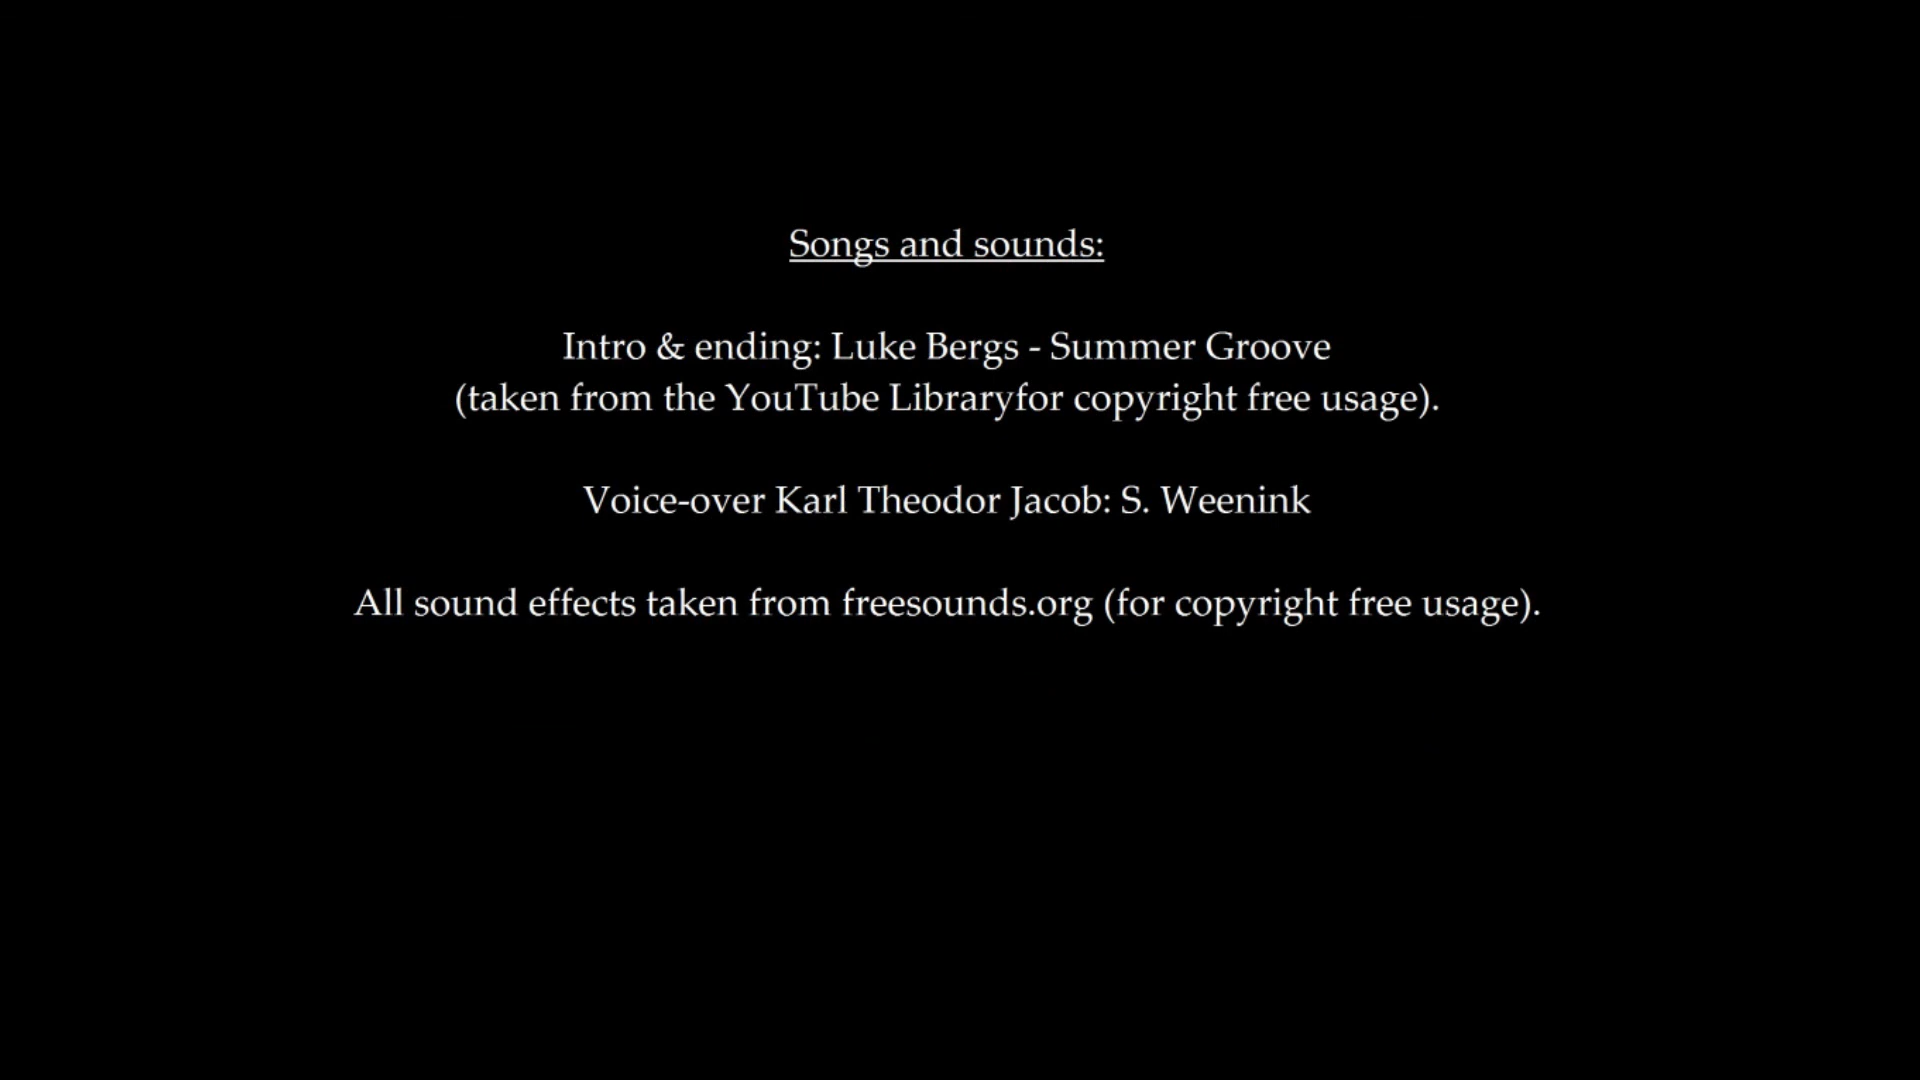 Songs and sounds:
Intro & ending: Luke Bergs - Summer Groove
(taken from the YouTube Libraryfor copyright free usage).
Voice-over Karl Theodor Jacob: S. Weenink
All sound effects taken from freesounds.org (for copyright free usage).